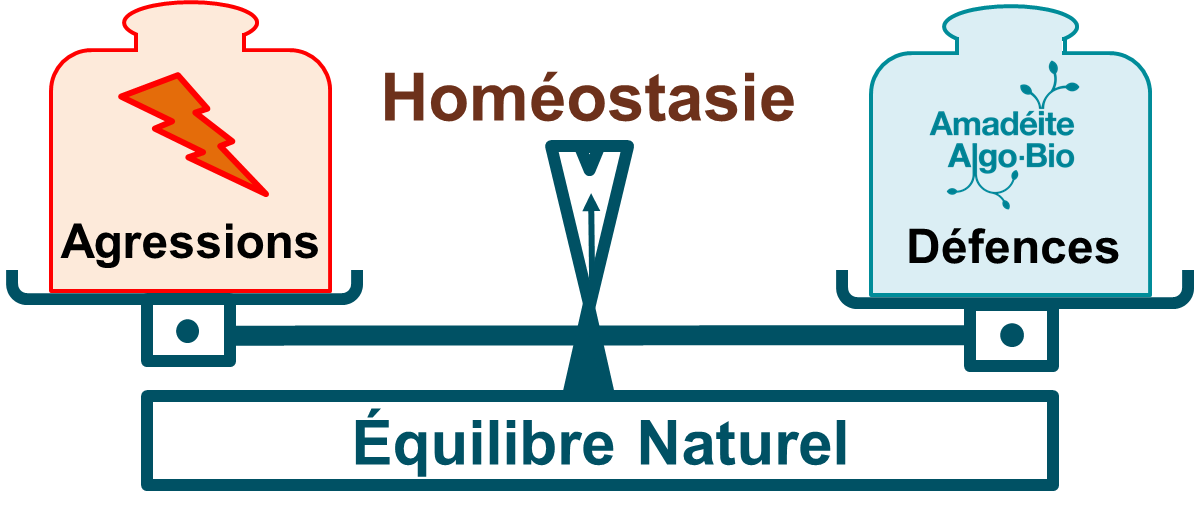 Homéostasie
Agressions
Amadéite
Algo·Bio
Défences
Équilibre Naturel